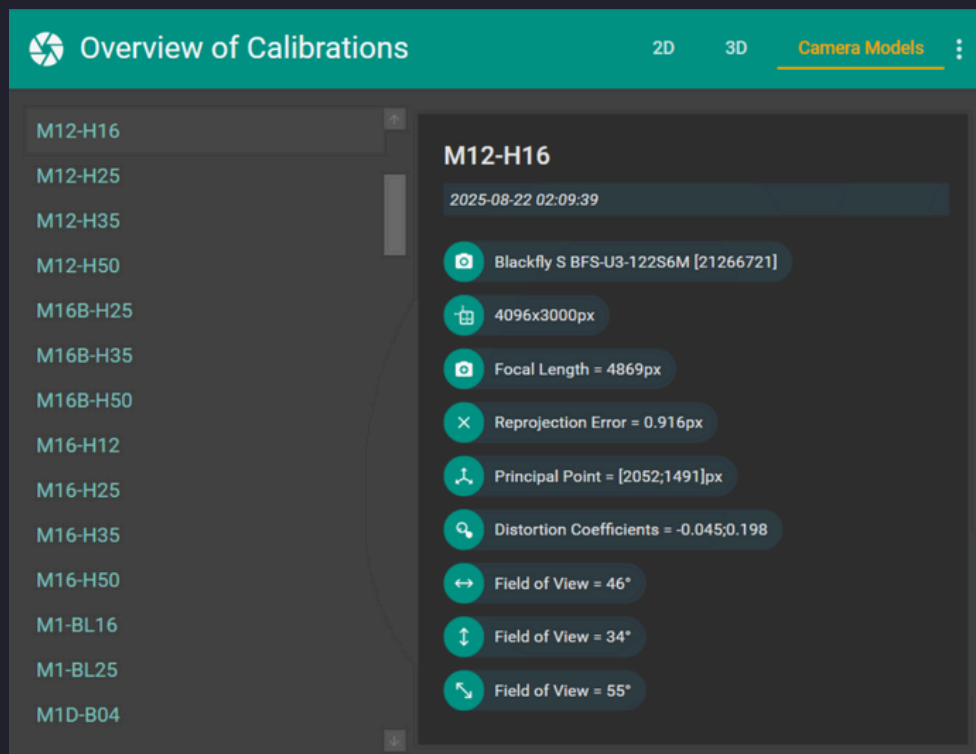 Overview of Calibrations
2D
3D
Camera Models
M12-H16
M12-H25
M12-H35
M12-H50
M16B-H25
M16B-H35
M16B-H50
M16-H12
M16-H25
M16-H35
M16-H50
M1-BL16
M1-BL25
M1D-B04
M12-H16
2025-08-22 02:09:39
Blackfly S BFS-U3-122S6M [21266721]
4096x3000px
Focal Length = 4869px
Reprojection Error = 0.916px
Principal Point = [2052;1491]px
Distortion Coefficients = -0.045;0.198
Field of View = 46°
Field of View = 34°
Field of View = 55°